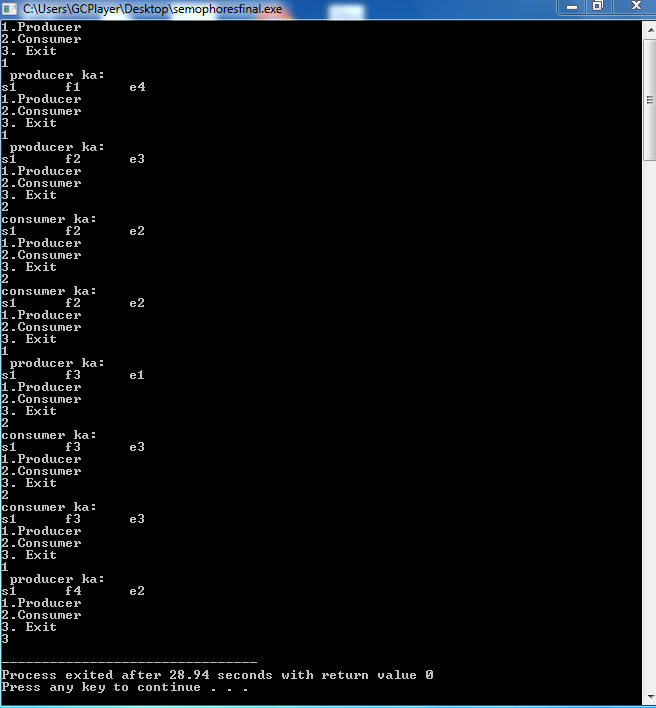 C:\Users\GCPlayer\Desktop\semophoresfinal.exe
1.Producer
2.Consumer
3. Exit
1
 producer ka:
s1      f1      e4
1.Producer
2.Consumer
3. Exit
1
 producer ka:
s1      f2      e3
1.Producer
2.Consumer
3. Exit
2
consumer ka:
s1      f2      e2
1.Producer
2.Consumer
3. Exit
2
consumer ka:
s1      f2      e2
1.Producer
2.Consumer
3. Exit
1
 producer ka:
s1      f3      e1
1.Producer
2.Consumer
3. Exit
2
consumer ka:
s1      f3      e3
1.Producer
2.Consumer
3. Exit
2
consumer ka:
s1      f3      e3
1.Producer
2.Consumer
3. Exit
1
 producer ka:
s1      f4      e2
1.Producer
2.Consumer
3. Exit
3
--------------------------------
Process exited after 28.94 seconds with return value 0
Press any key to continue . . .